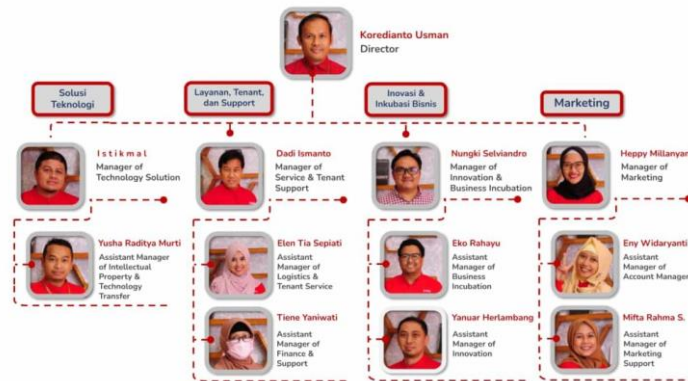 Koredianto Usman
Director
Solusi
Teknologi
Layanan, Tenant,
dan Support
Inovasi &
Inkubasi Bisnis
Marketing
Istikmal
Manager of
Technology Solution
Dadi Ismanto
Manager of
Service & Tenant
Support
Nungki Selviandro
Manager of
Innovation &
Business Incubation
Heppy Millanyar
Manager of
Marketing
Yusha Raditya Murti
Assistant Manager
of Intellectual
Property &
Technology
Transfer
Elen Tia Sepiati
Assistant
Manager of
Logistics &
Tenant Service
Eko Rahayu
Assistant
Manager of
Business
Incubation
Eny Widaryanti
Assistant
Manager of
Account Manager
Tiene Yaniwati
Assistant
Manager of
Finance &
Support
Yanuar Herlambang
Assistant
Manager of
Innovation
Mifta Rahma S.
Assistant
Manager of
Marketing
Support